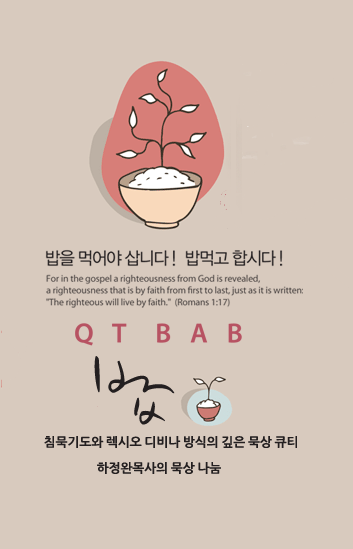 밥을 먹어야 삽니다! 밥먹고 합시다!
For in the gospel a righteousness from God is revealed,
a righteousness that is by faith from first to last, just as it is written:
"The righteous will live by faith." (Romans 1:17)
QT BAB
밥
침묵기도와 렉시오 디비나 방식의 깊은 묵상 큐티
하정완목사의 묵상 나눔